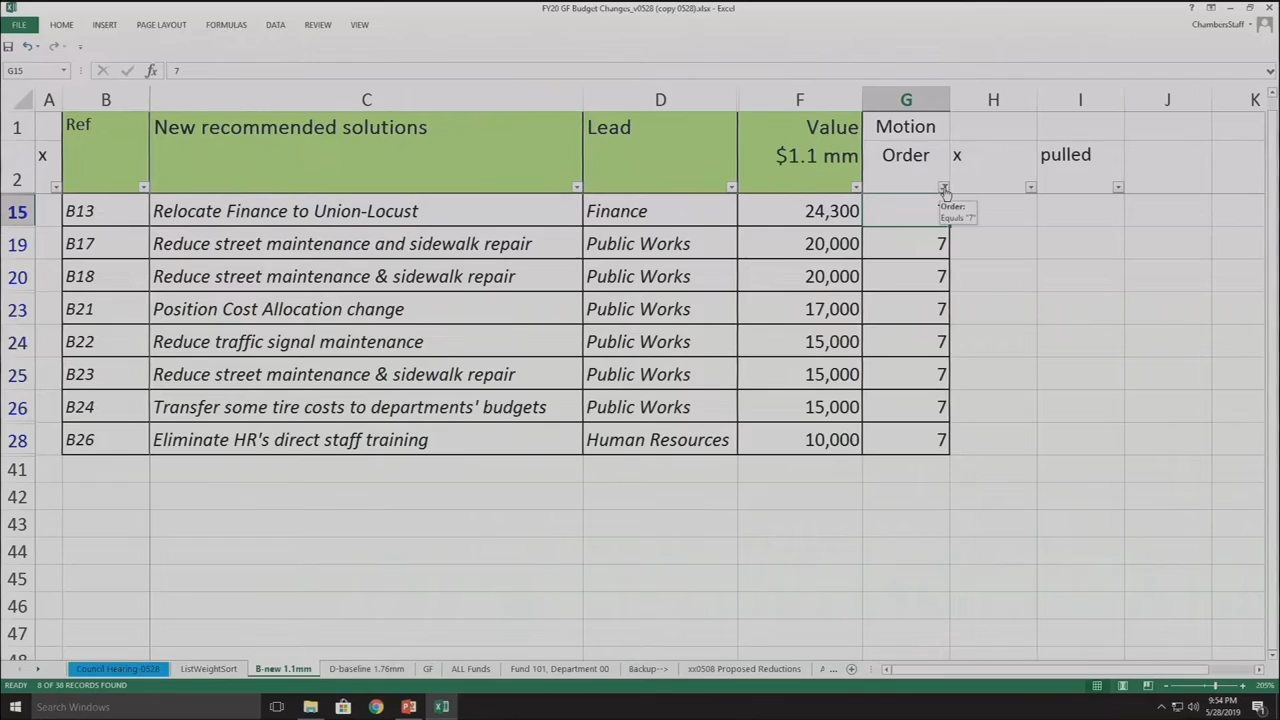 FY20 GF Budget Changes_v0528 (copy 0528).xlsx - Excel
FILE HOME INSERT PAGE LAYOUT FORMULAS DATA REVIEW VIEW ChambersStaff
G15 fx 7
A B C D F G H I J K
1 Ref New recommended solutions Lead Value Motion
x $1.1 mm Order x pulled
2
15 B13 Relocate Finance to Union-Locust Finance 24,300
Order:
Equals "7"
19 B17 Reduce street maintenance and sidewalk repair Public Works 20,000 7
20 B18 Reduce street maintenance & sidewalk repair Public Works 20,000 7
23 B21 Position Cost Allocation change Public Works 17,000 7
24 B22 Reduce traffic signal maintenance Public Works 15,000 7
25 B23 Reduce street maintenance & sidewalk repair Public Works 15,000 7
26 B24 Transfer some tire costs to departments' budgets Public Works 15,000 7
28 B26 Eliminate HR's direct staff training Human Resources 10,000 7
41
42
43
44
45
46
47
48
Council Hearing-0528 ListWeightSort B-new 1.1mm D-baseline 1.76mm GF ALL Funds Fund 101, Department 00 Backup--> xx0508 Proposed Reductions A ...
READY 8 OF 38 RECORDS FOUND 205%
Search Windows 9:54 PM
5/28/2019